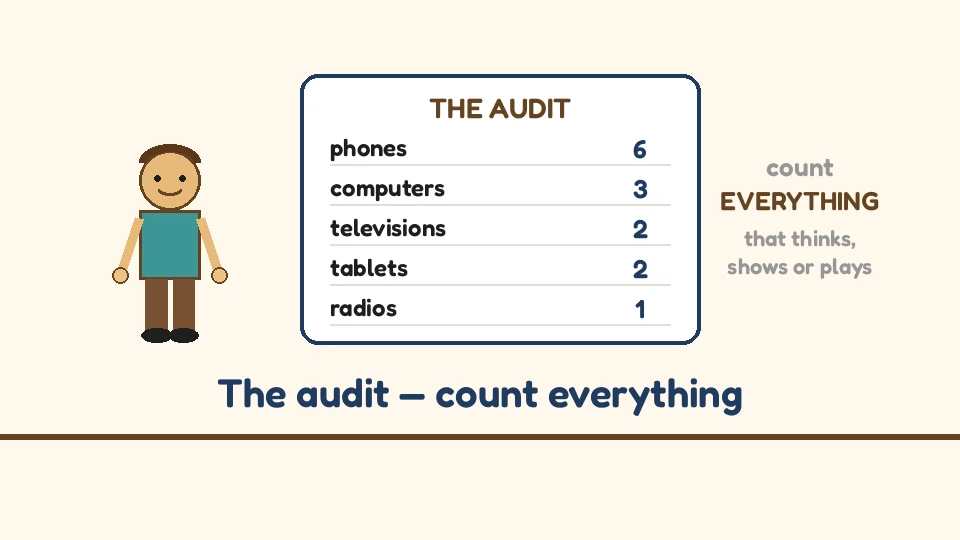 THE AUDIT
phones 6
computers 3
televisions 2
tablets 2
radios 1
count
EVERYTHING
that thinks,
shows or plays
The audit – count everything